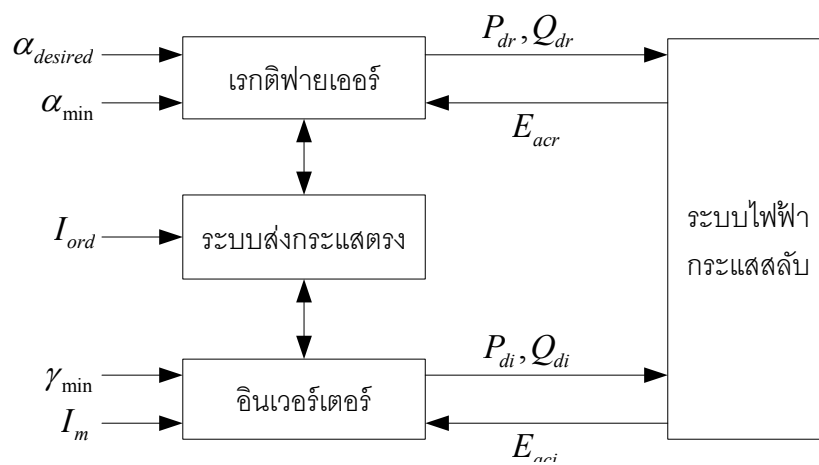 α_desired
P_dr, Q_dr
เรกติฟายเออร์
α_min
E_acr
I_ord
ระบบส่งกระแสตรง
ระบบไฟฟ้า
กระแสสลับ
γ_min
P_di, Q_di
อินเวอร์เตอร์
I_m
E_aci